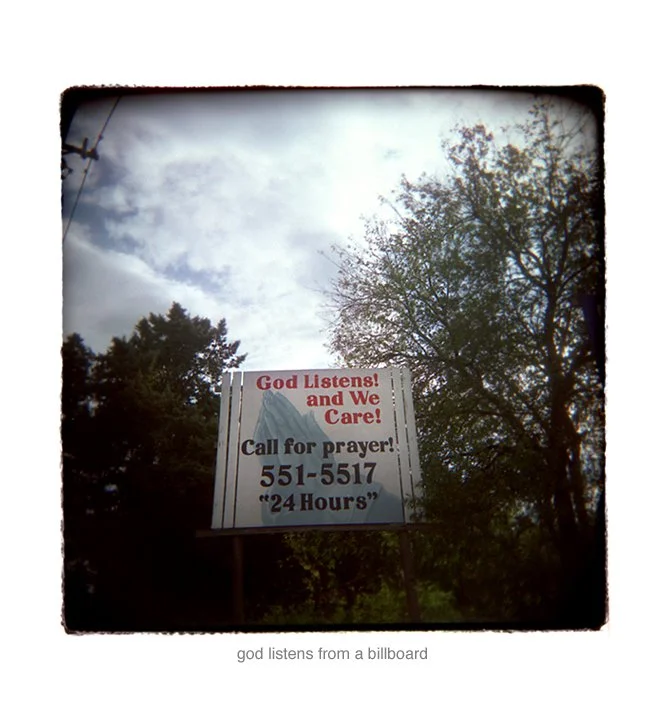 God Listens!
and We
Care!
Call for prayer!
551-5517
“24 Hours”
god listens from a billboard